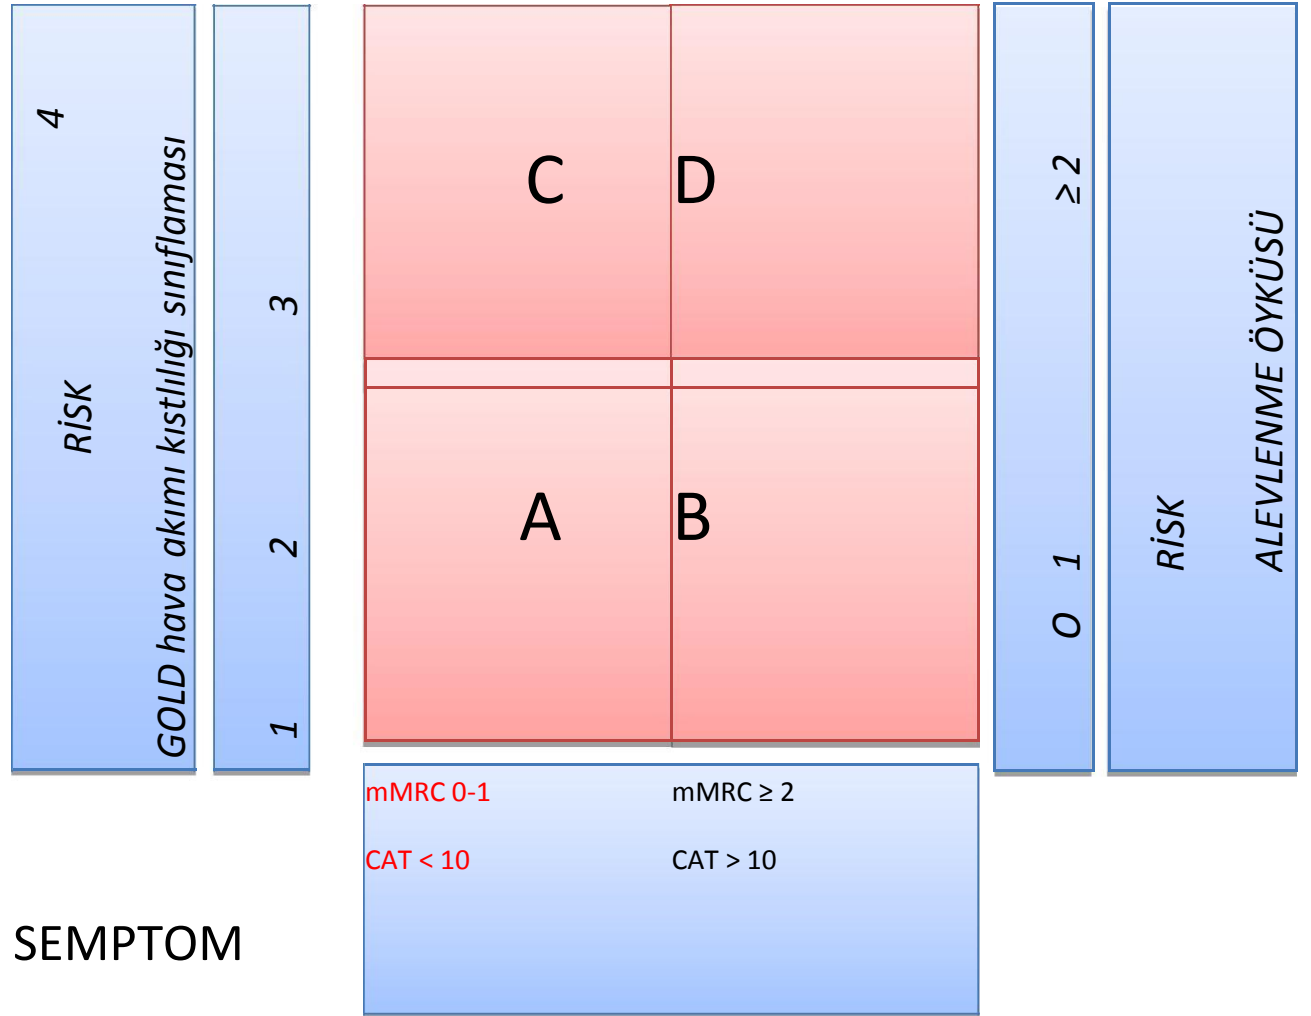 4
RİSK
GOLD hava akımı kıstlılığı sınıflaması
3
2
1
C
D
A
B
≥ 2
1
O
RİSK
ALEVLENME ÖYKÜSÜ
mMRC 0-1
mMRC ≥ 2
CAT < 10
CAT > 10
SEMPTOM